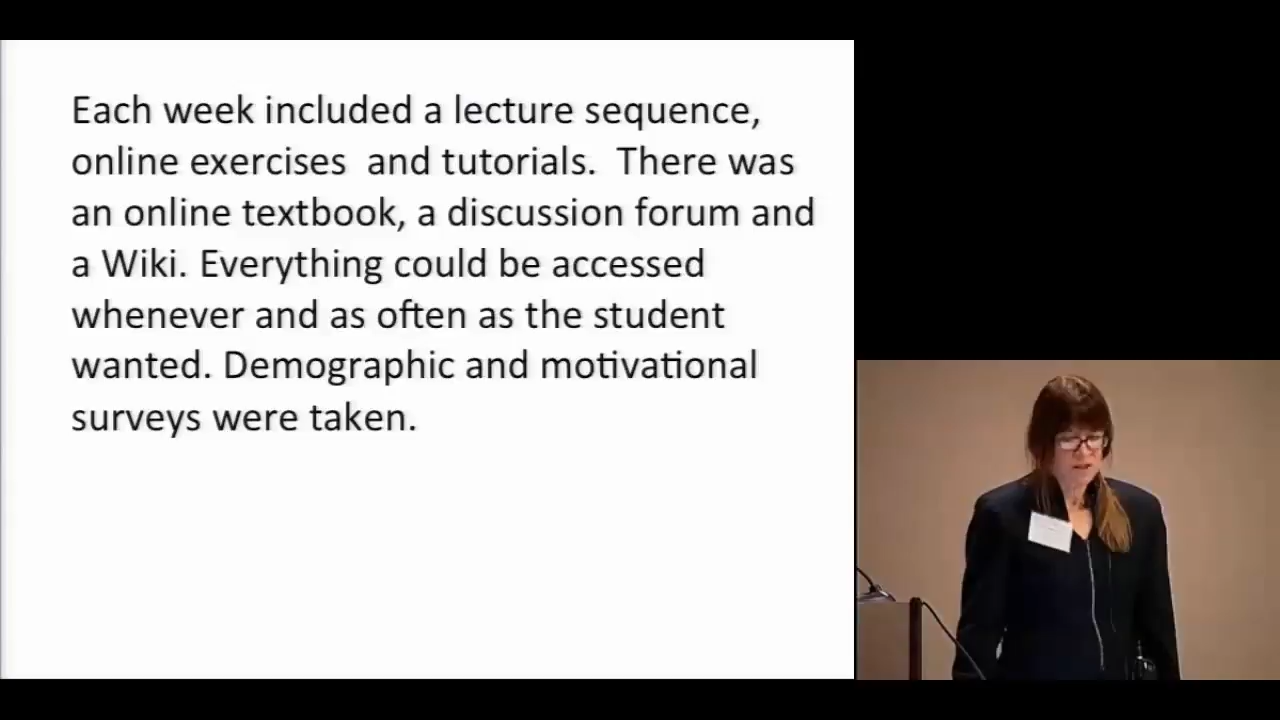 Each week included a lecture sequence,
online exercises  and tutorials.  There was
an online textbook, a discussion forum and
a Wiki. Everything could be accessed
whenever and as often as the student
wanted. Demographic and motivational
surveys were taken.